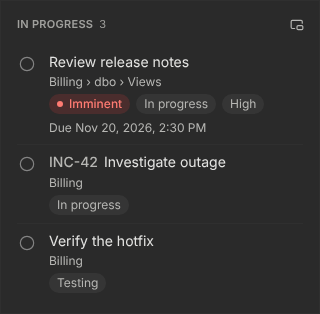 IN PROGRESS 3
Review release notes
Billing › dbo › Views
Imminent In progress High
Due Nov 20, 2026, 2:30 PM
INC-42 Investigate outage
Billing
In progress
Verify the hotfix
Billing
Testing